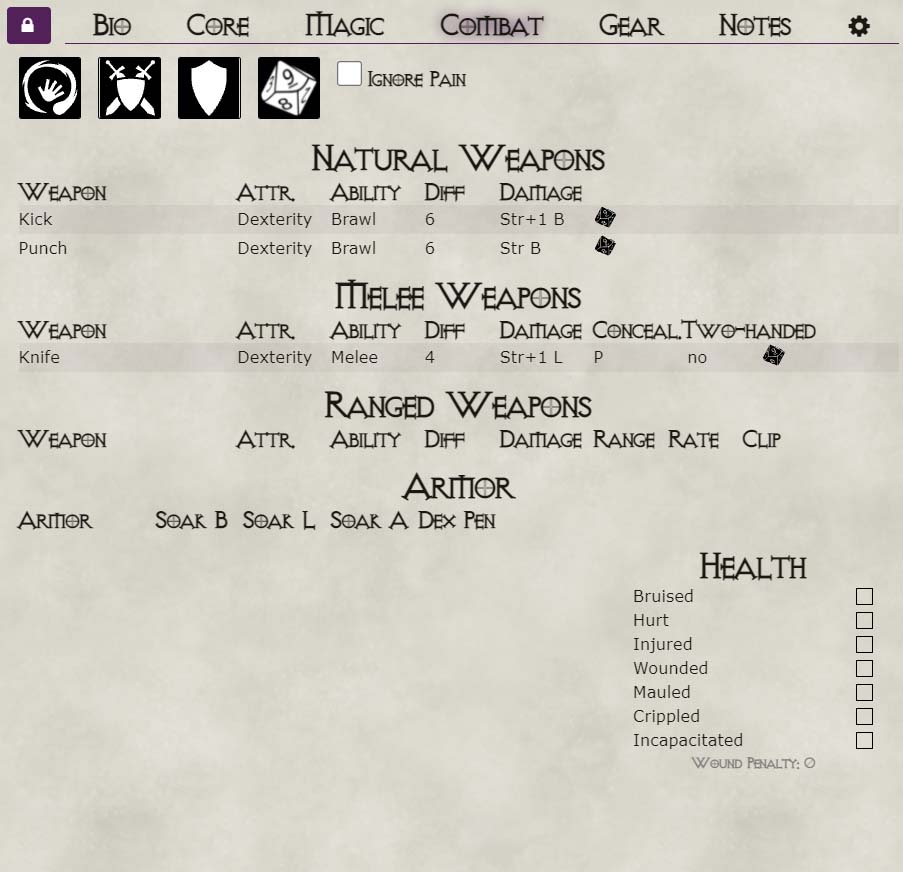 Bio Core Magic Combat Gear Notes
Ignore Pain
Natural Weapons
Weapon Attr. Ability Diff Damage
Kick Dexterity Brawl 6 Str+1 B
Punch Dexterity Brawl 6 Str B
Melee Weapons
Weapon Attr. Ability Diff Damage Conceal. Two-handed
Knife Dexterity Melee 4 Str+1 L P no
Ranged Weapons
Weapon Attr. Ability Diff Damage Range Rate Clip
Armor
Armor Soak B Soak L Soak A Dex Pen
Health
Bruised
Hurt
Injured
Wounded
Mauled
Crippled
Incapacitated
Wound Penalty: 0